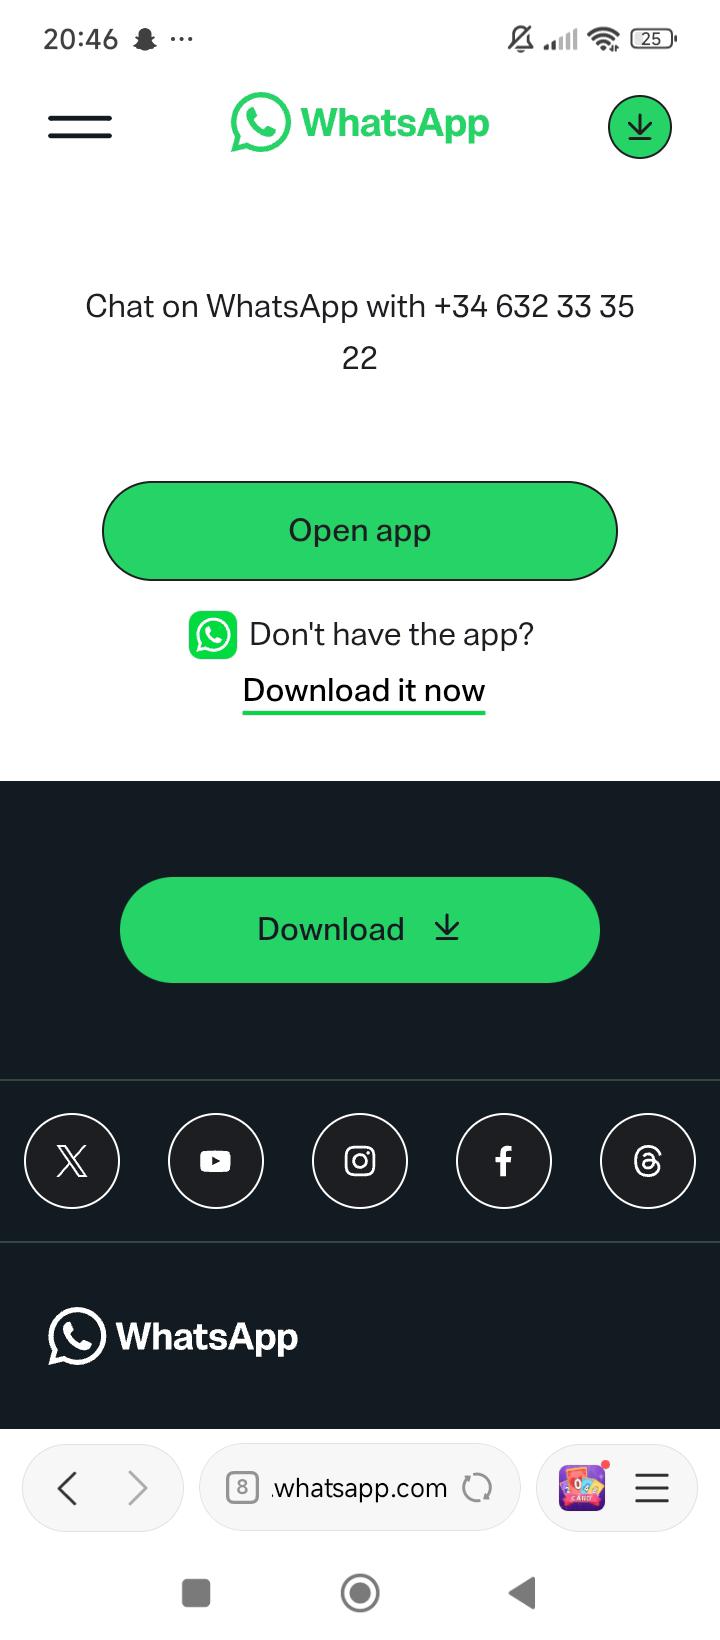 20:46
25
WhatsApp
Chat on WhatsApp with +34 632 33 35
22
Open app
Don't have the app?
Download it now
Download
WhatsApp
8 .whatsapp.com
CARD